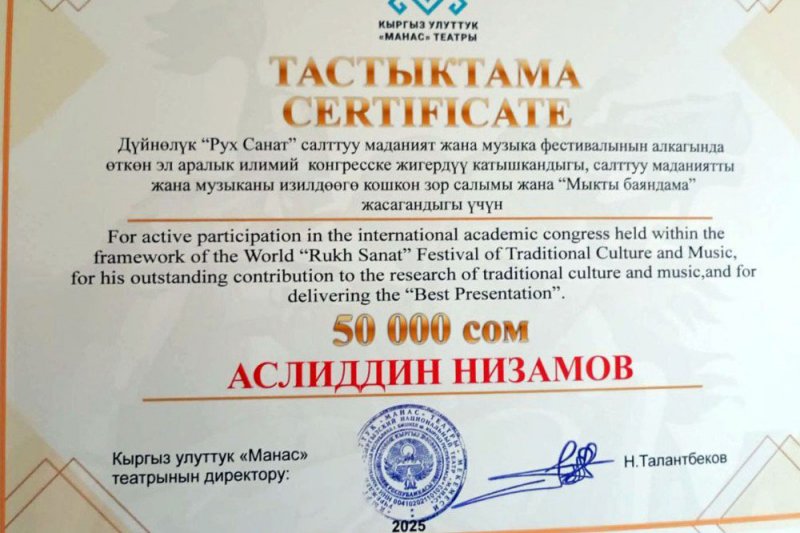 КЫРГЫЗ УЛУТТУК
«МАНАС» ТЕАТРЫ
ТАСТЫКТАМА
CERTIFICATE
Дүйнөлүк “Рух Санат” салттуу маданият жана музыка фестивалынын алкагында
өткөн эл аралык илимий конгресске жигердүү катышкандыгы, салттуу маданиятты
жана музыканы изилдөөгө кошкон зор салымы жана “Мыкты баяндама”
жасагандыгы үчүн
For active participation in the international academic congress held within the
framework of the World “Rukh Sanat” Festival of Traditional Culture and Music,
for his outstanding contribution to the research of traditional culture and music,and for
delivering the “Best Presentation”.
50 000 сом
АСЛИДДИН НИЗАМОВ
Кыргыз улуттук «Манас»
театрынын директору:
Н.Талантбеков
2025